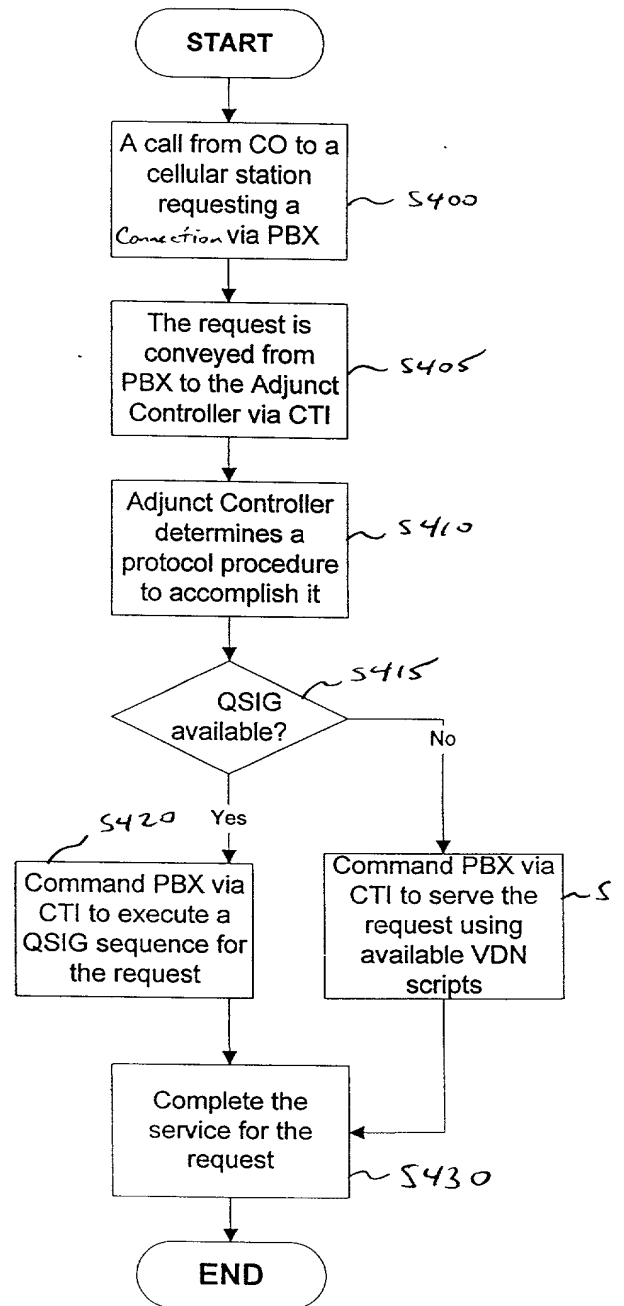 START
A call from CO to a
cellular station
requesting a
Connection via PBX
S400
The request is
conveyed from
PBX to the Adjunct
Controller via CTI
S405
Adjunct Controller
determines a
protocol procedure
to accomplish it
S410
S415
QSIG
available?
No
Yes
S420
Command PBX via
CTI to execute a
QSIG sequence for
the request
Command PBX via
CTI to serve the
request using
available VDN
scripts
S
Complete the
service for the
request
S430
END